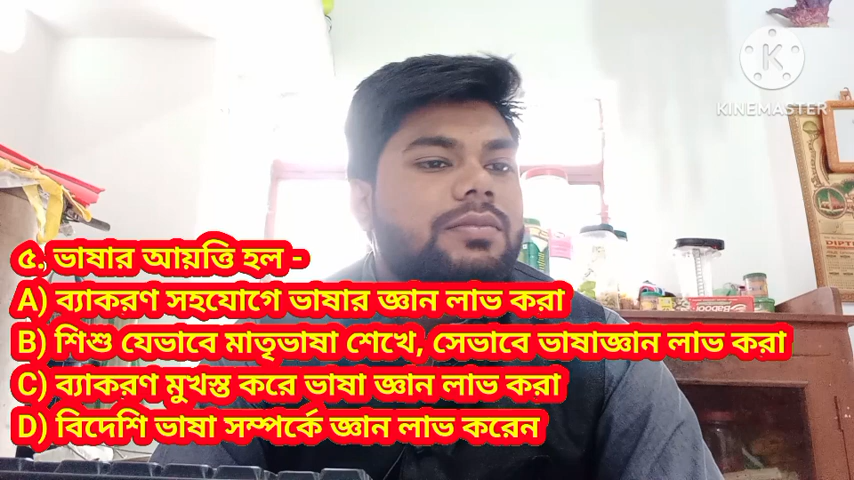 KINEMASTER
৫. ভাষার আয়ত্তি হল -
A) ব্যাকরণ সহযোগে ভাষার জ্ঞান লাভ করা
B) শিশু যেভাবে মাতৃভাষা শেখে, সেভাবে ভাষাজ্ঞান লাভ করা
C) ব্যাকরণ মুখস্ত করে ভাষা জ্ঞান লাভ করা
D) বিদেশি ভাষা সম্পর্কে জ্ঞান লাভ করেন